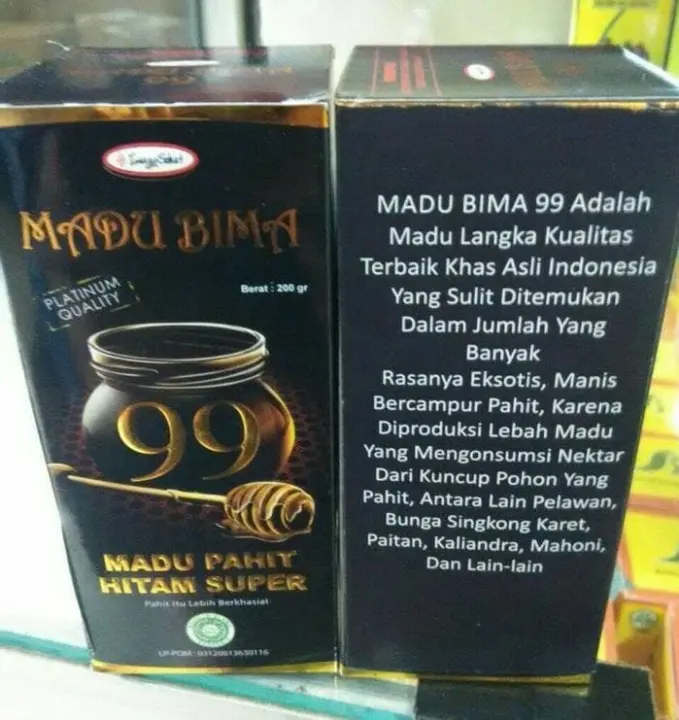 MADU BIMA
PLATINUM
QUALITY
Berat : 200 gr
99
MADU PAHIT
HITAM SUPER
Pahit Itu Lebih Berkhasiat
MADU BIMA 99 Adalah
Madu Langka Kualitas
Terbaik Khas Asli Indonesia
Yang Sulit Ditemukan
Dalam Jumlah Yang
Banyak
Rasanya Eksotis, Manis
Bercampur Pahit, Karena
Diproduksi Lebah Madu
Yang Mengonsumsi Nektar
Dari Kuncup Pohon Yang
Pahit, Antara Lain Pelawan,
Bunga Singkong Karet,
Paitan, Kaliandra, Mahoni,
Dan Lain-lain